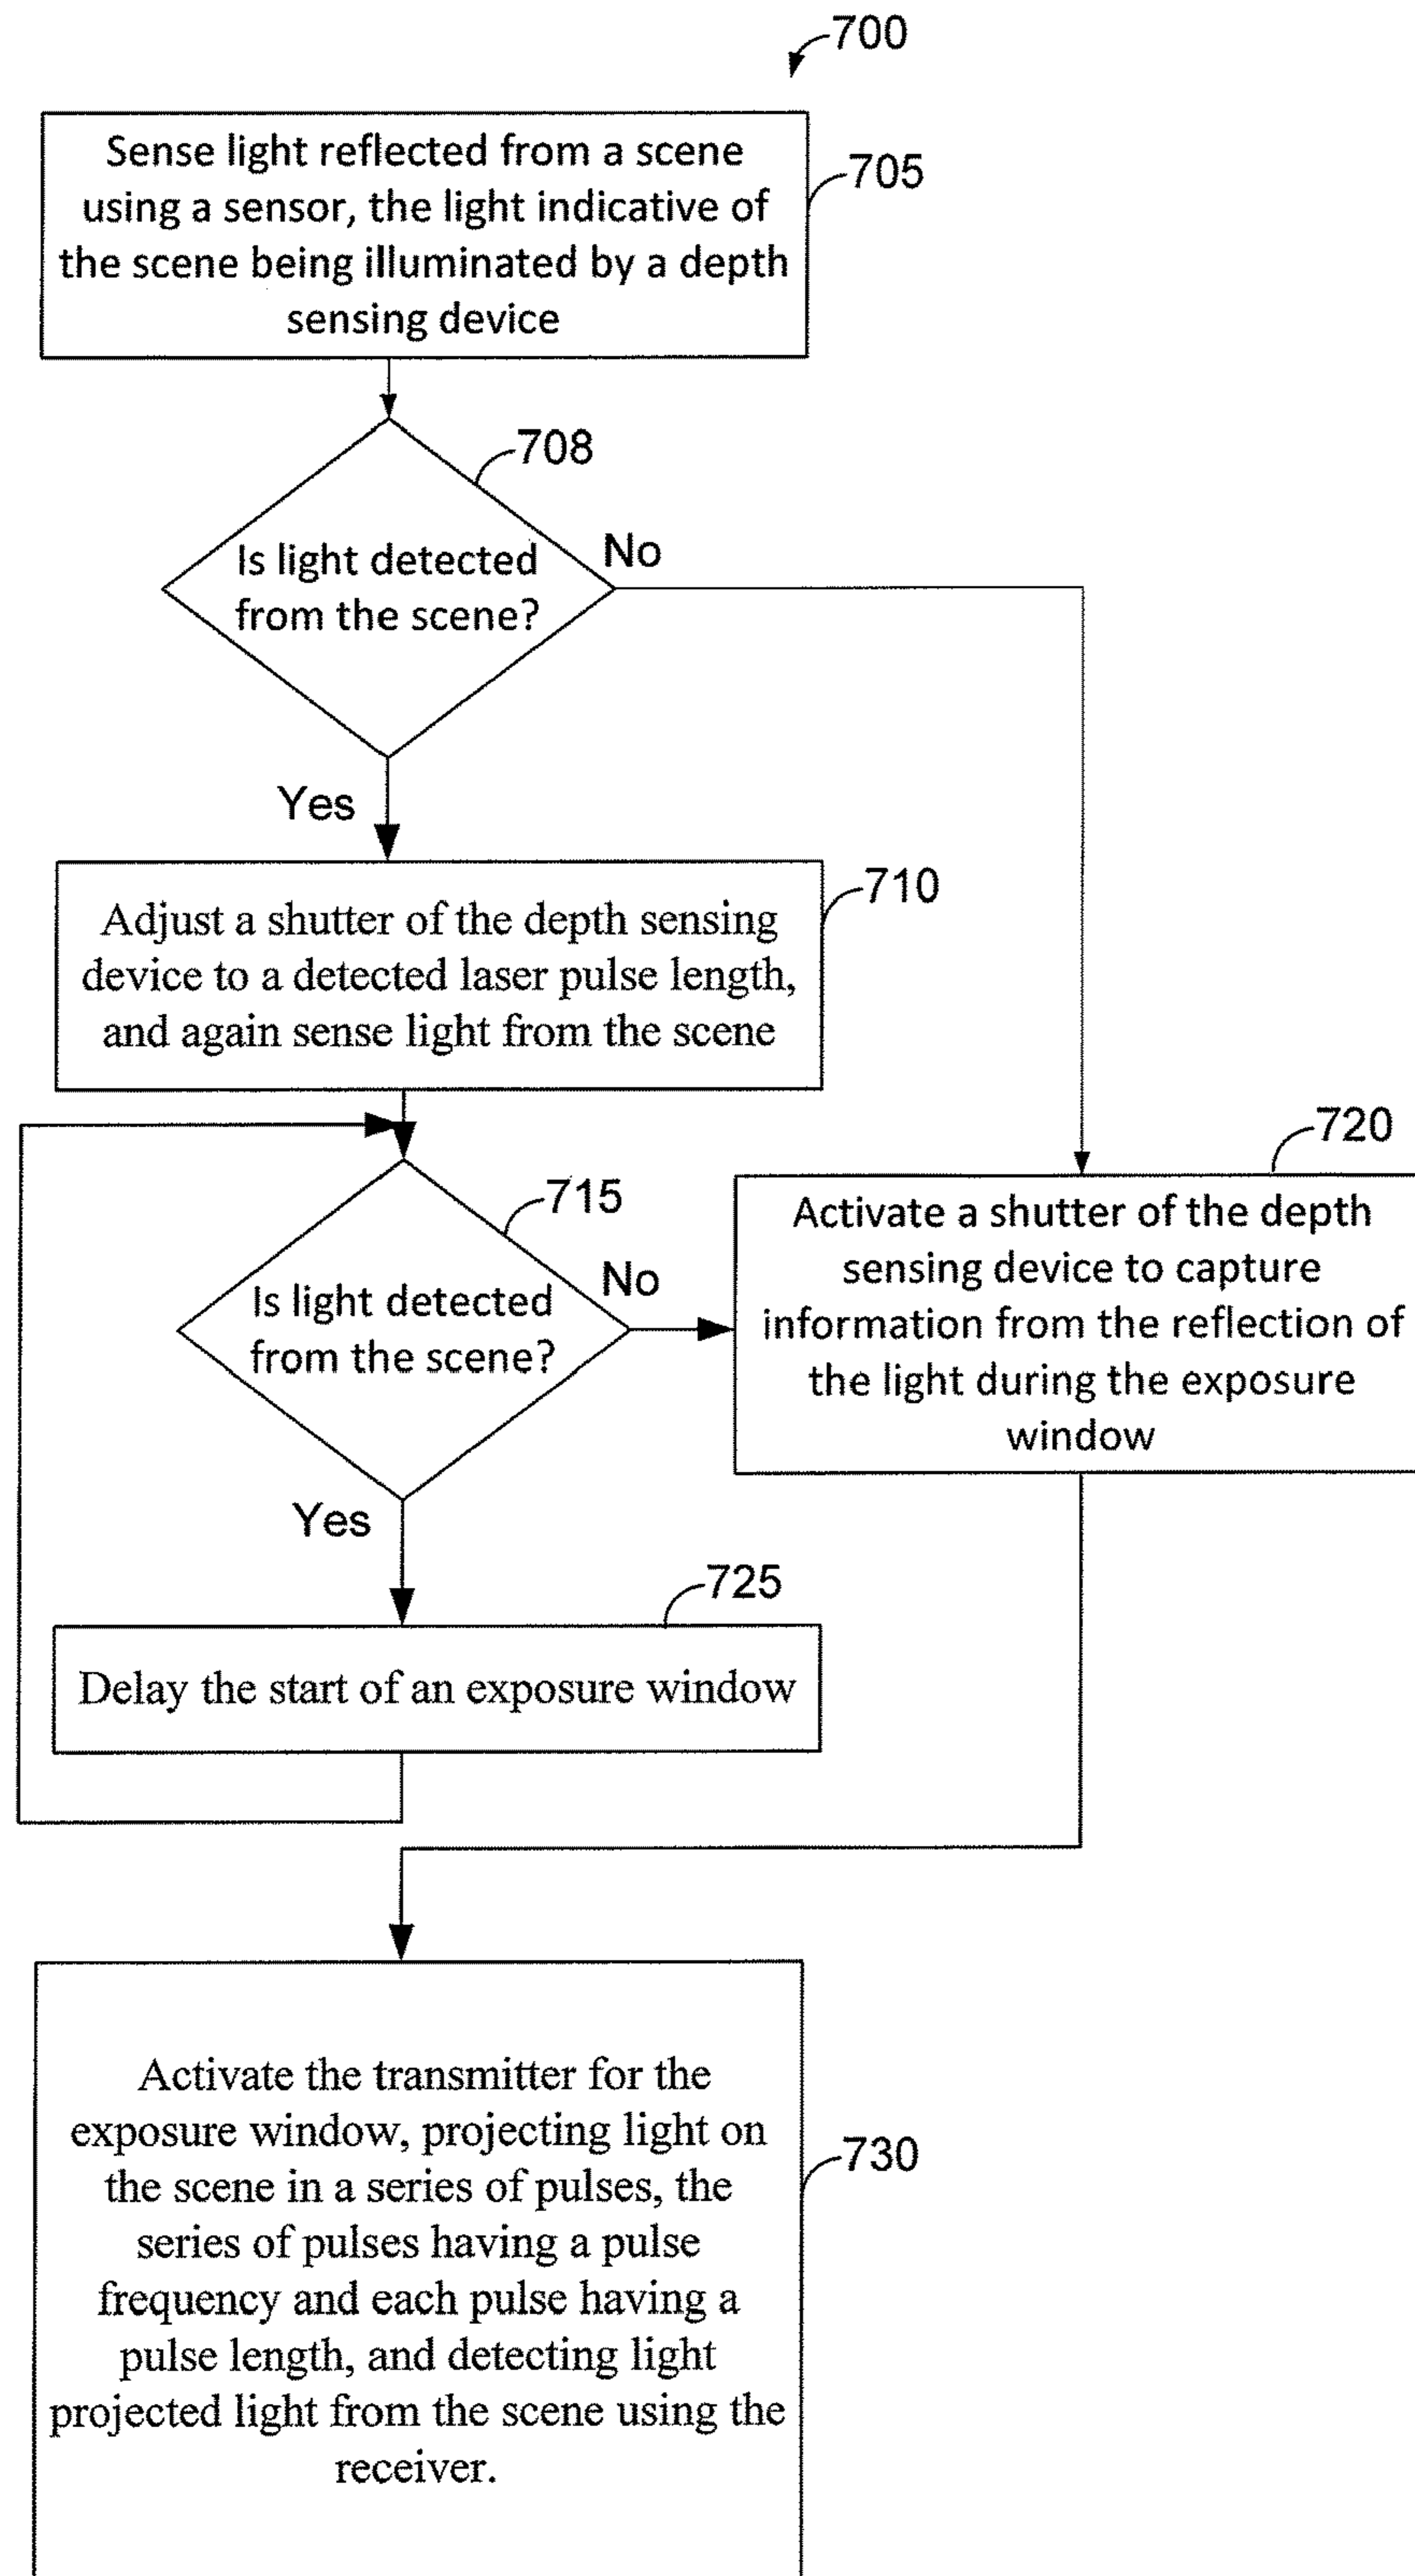 700
Sense light reflected from a scene
using a sensor, the light indicative of
the scene being illuminated by a depth
sensing device
705
708
Is light detected
from the scene?
No
Yes
710
Adjust a shutter of the depth sensing
device to a detected laser pulse length,
and again sense light from the scene
715
Is light detected
from the scene?
No
Yes
720
Activate a shutter of the depth
sensing device to capture
information from the reflection of
the light during the exposure
window
725
Delay the start of an exposure window
Activate the transmitter for the
exposure window, projecting light on
the scene in a series of pulses, the
series of pulses having a pulse
frequency and each pulse having a
pulse length, and detecting light
projected light from the scene using the
receiver.
730